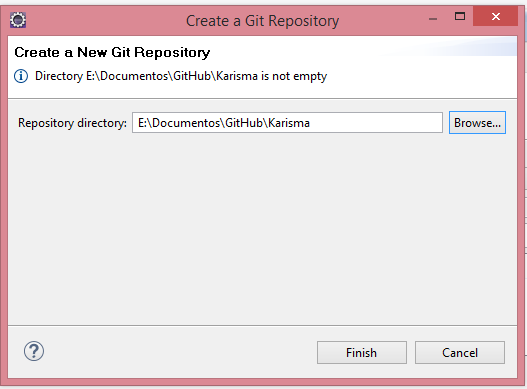 Create a Git Repository
Create a New Git Repository
Directory E:\Documentos\GitHub\Karisma is not empty
Repository directory: E:\Documentos\GitHub\Karisma Browse...
Finish Cancel